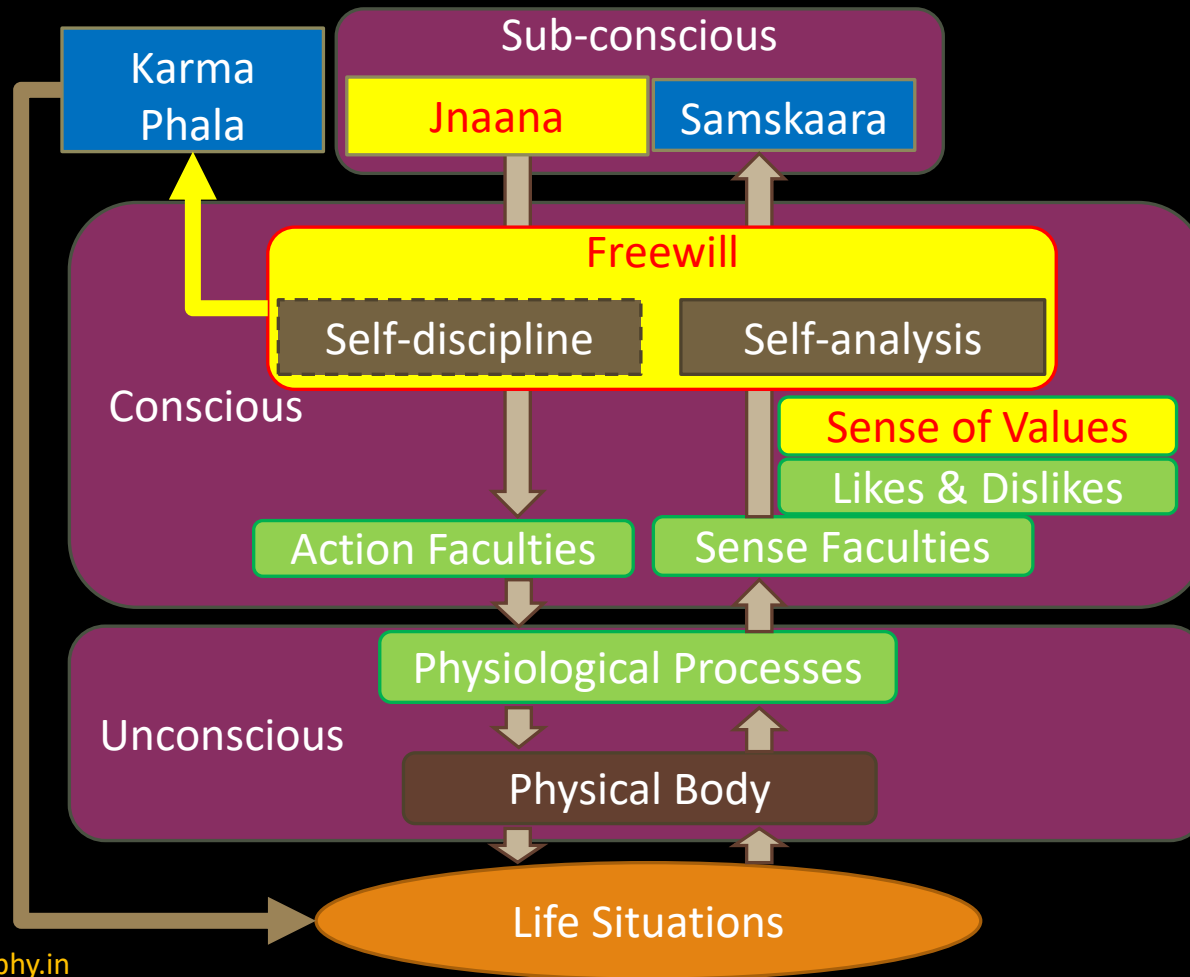 Sub-conscious
Karma
Phala
Jnaana
Samskaara
Freewill
Self-discipline
Self-analysis
Conscious
Sense of Values
Likes & Dislikes
Action Faculties
Sense Faculties
Physiological Processes
Unconscious
Physical Body
Life Situations
phy.in